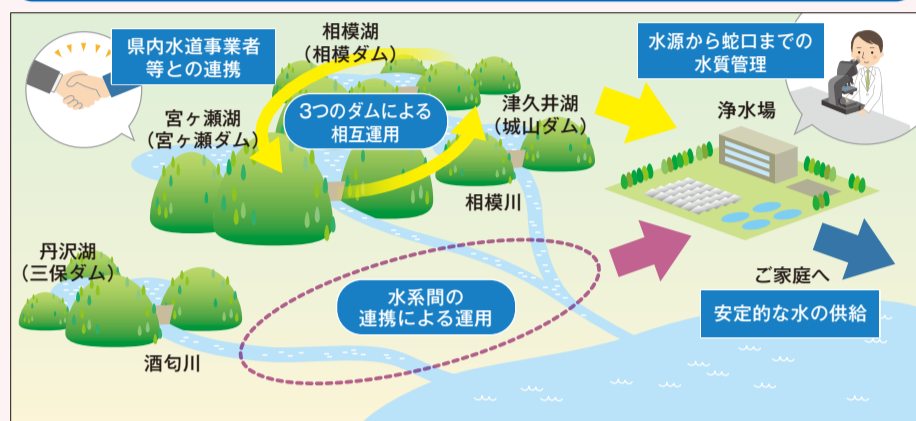 県内水道事業者
等との連携
相模湖
(相模ダム)
水源から蛇口までの
水質管理
宮ヶ瀬湖
(宮ヶ瀬ダム)
3つのダムによる
相互運用
津久井湖
(城山ダム)
浄水場
相模川
丹沢湖
(三保ダム)
水系間の
連携による運用
酒匂川
ご家庭へ
安定的な水の供給